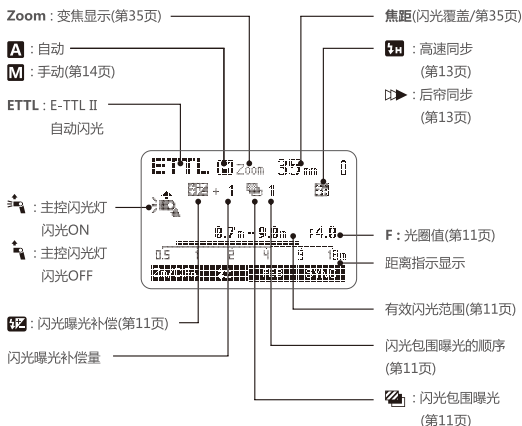 Zoom : 变焦显示(第35页)
A : 自动
M : 手动(第14页)
ETTL : E-TTL II
自动闪光
焦距(闪光覆盖/第35页)
H : 高速同步
(第13页)
: 后帘同步
(第13页)
ETTL Zoom 35mm 0
+ 1 1
0.7m-9.0m F4.0
0.5 1 2 4 9 18m
: 主控闪光灯
闪光ON
: 主控闪光灯
闪光OFF
: 闪光曝光补偿(第11页)
闪光曝光补偿量
F : 光圈值(第11页)
距离指示显示
有效闪光范围(第11页)
闪光包围曝光的顺序
(第11页)
: 闪光包围曝光
(第11页)